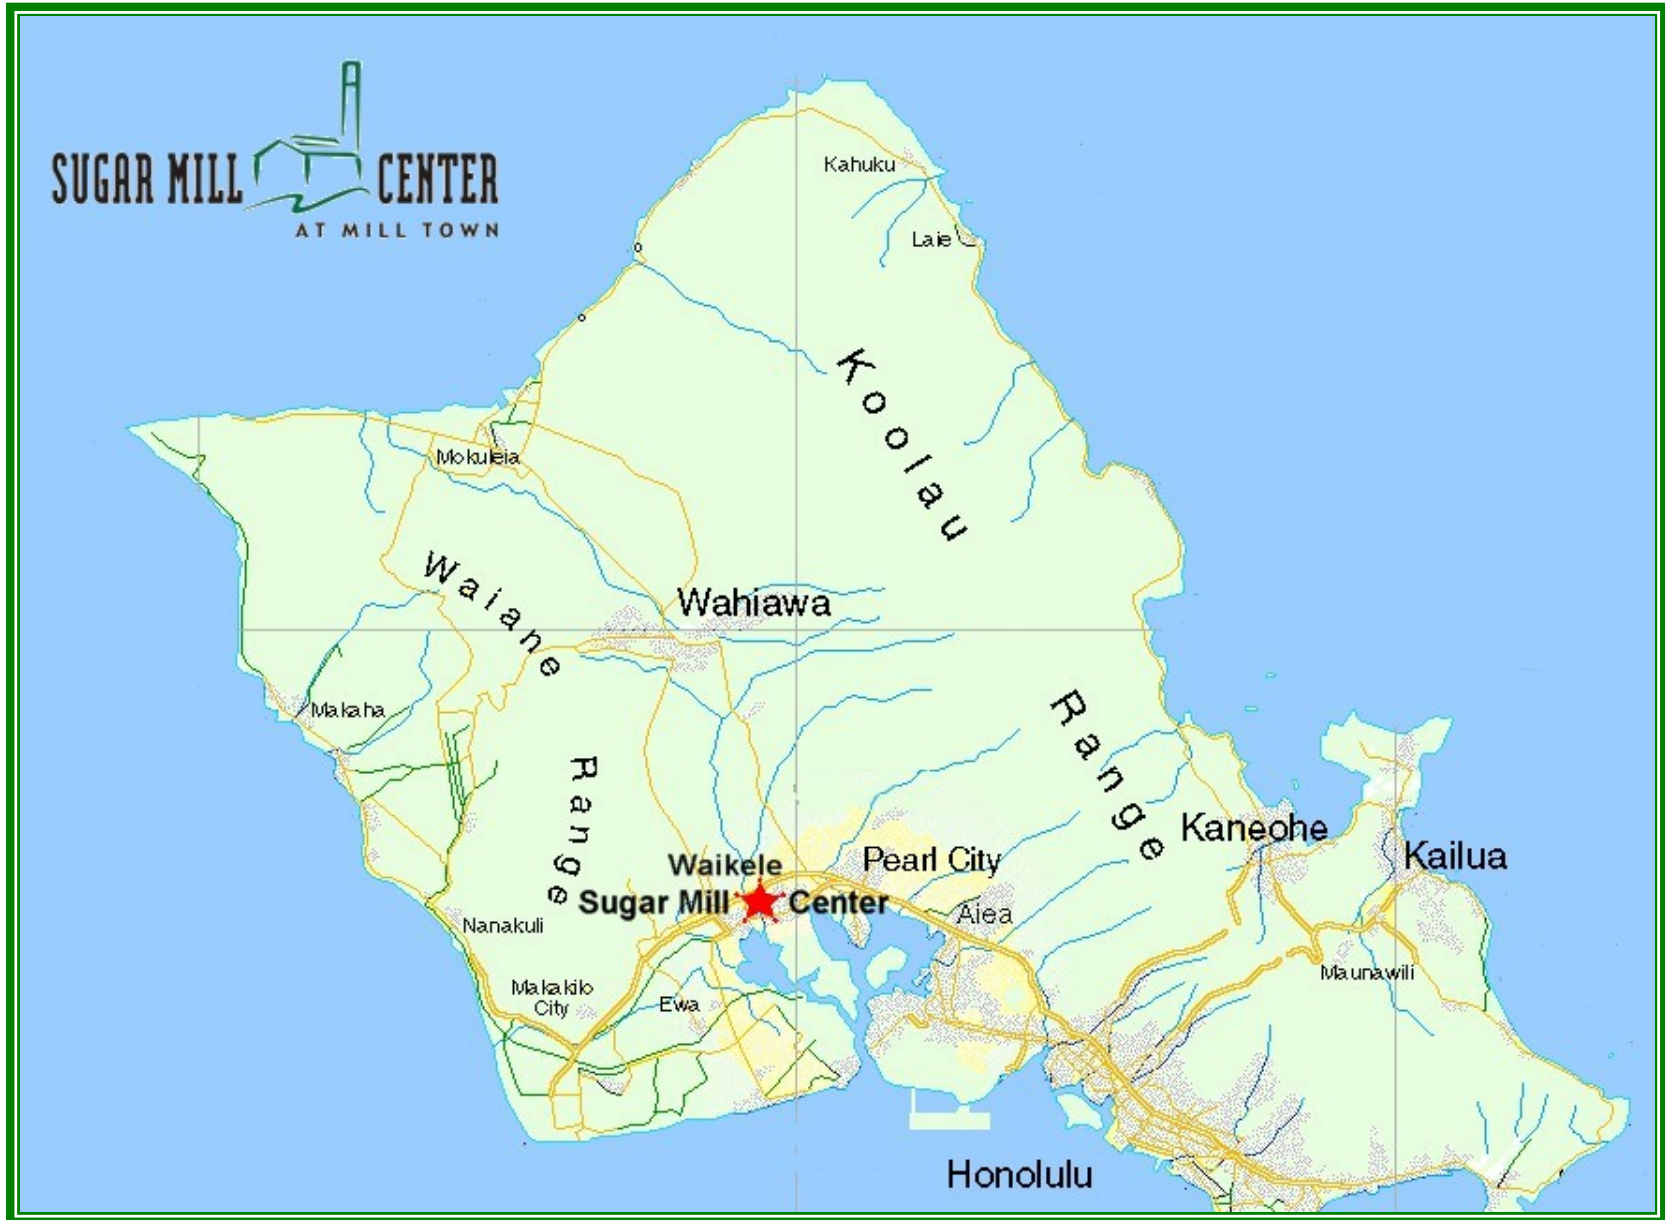 SUGAR MILL CENTER
AT MILL TOWN
Kahuku
Laie
Koolau
Mokuleia
Waiane
Wahiawa
Makaha
Range
Range
Kaneohe
Kailua
Waikele
Pearl City
Sugar Mill Center
Aiea
Nanakuli
Maunawili
Makakilo
City
Ewa
Honolulu